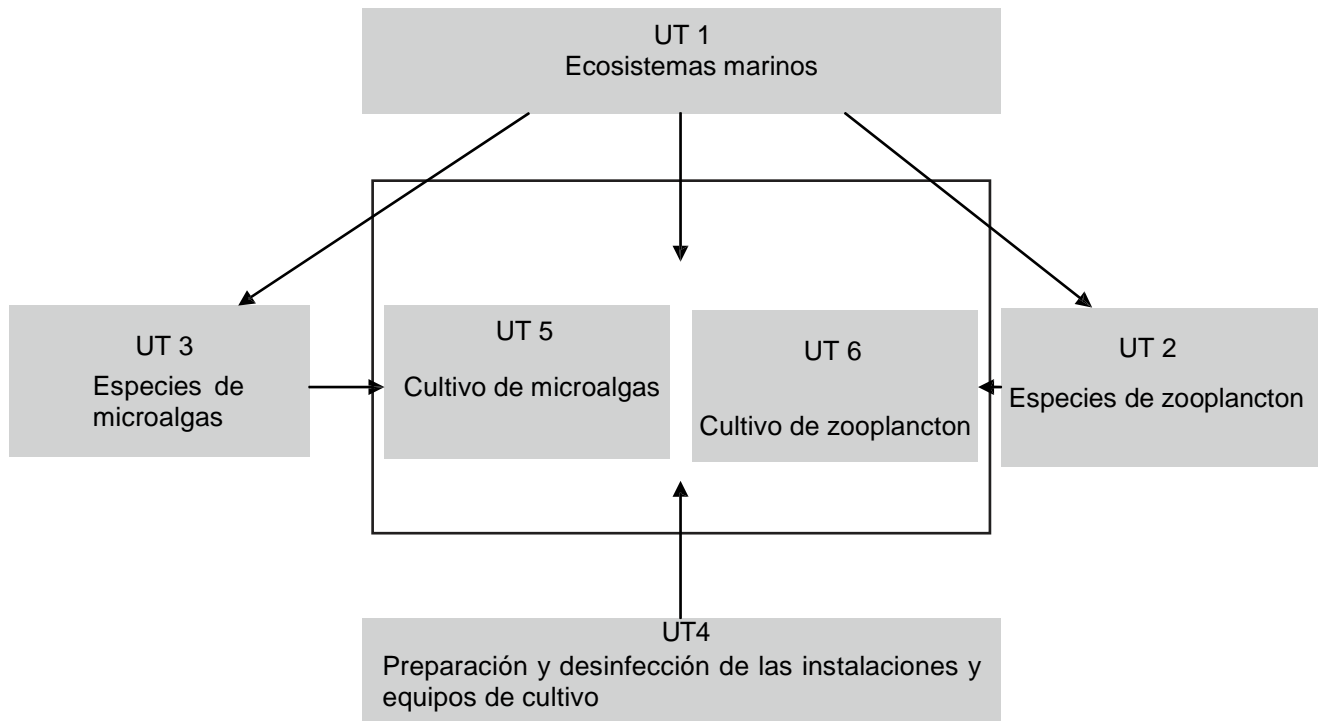 UT 1
Ecosistemas marinos
UT 3
Especies de
microalgas
UT 5
Cultivo de microalgas
UT 6
Cultivo de zooplancton
UT 2
Especies de zooplancton
UT4
Preparación y desinfección de las instalaciones y
equipos de cultivo